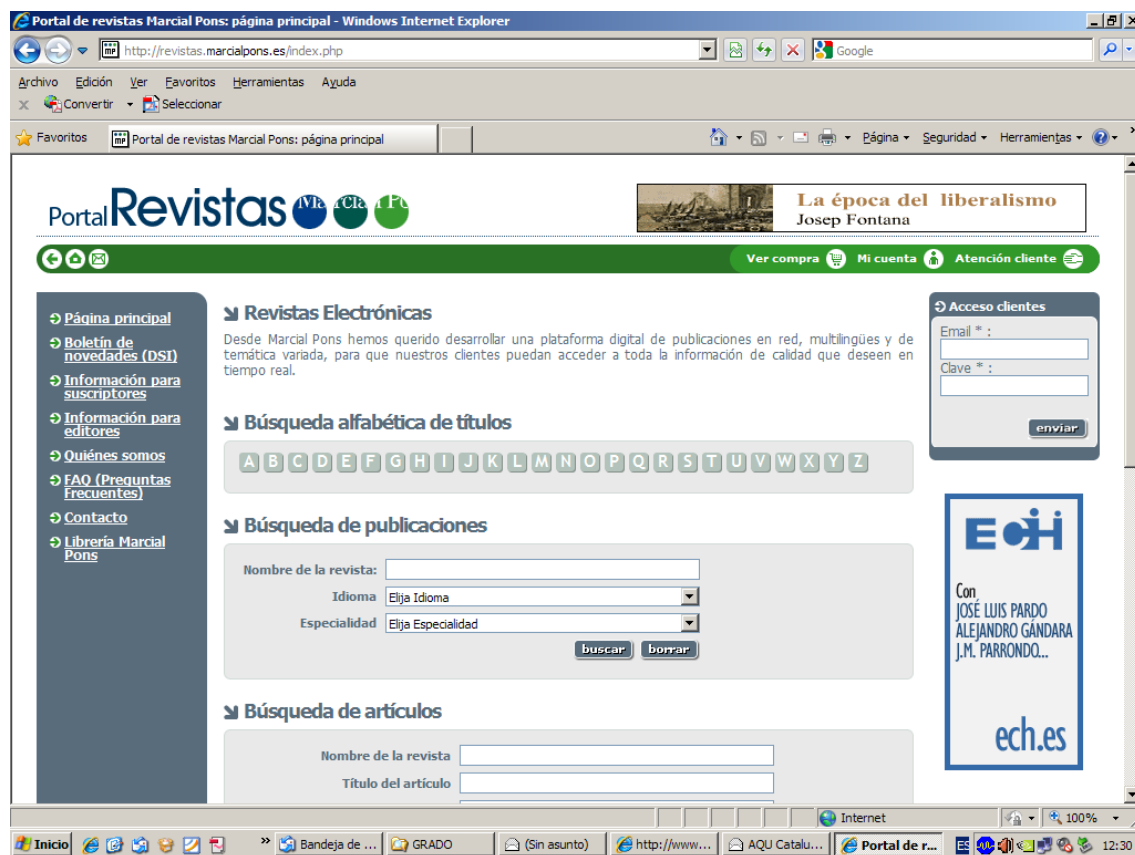 Portal de revistas Marcial Pons: página principal - Windows Internet Explorer
http://revistas.marcialpons.es/index.php
Google
Archivo Edición Ver Favoritos Herramientas Ayuda
x Convertir Seleccionar
Favoritos mp Portal de revistas Marcial Pons: página principal Página Seguridad Herramientas
Portal Revistas
La época del liberalismo
Josep Fontana
Ver compra Mi cuenta Atención cliente
Página principal
Boletín de
novedades (DSI)
Información para
suscriptores
Información para
editores
Quiénes somos
FAQ (Preguntas
Frecuentes)
Contacto
Librería Marcial
Pons
Revistas Electrónicas
Desde Marcial Pons hemos querido desarrollar una plataforma digital de publicaciones en red, multilingües y de
temática variada, para que nuestros clientes puedan acceder a toda la información de calidad que deseen en
tiempo real.
Búsqueda alfabética de títulos
A B C D E F G H I J K L M N O P Q R S T U V W X Y Z
Búsqueda de publicaciones
Nombre de la revista:
Idioma Elija Idioma
Especialidad Elija Especialidad
buscar borrar
Búsqueda de artículos
Nombre de la revista
Título del artículo
Acceso clientes
Email * :
Clave * :
enviar
ECH
Con
JOSÉ LUIS PARDO
ALEJANDRO GÁNDARA
J.M. PARRONDO...
ech.es
Internet 100%
Inicio » Bandeja de ... GRADO (Sin asunto) http://www... AQU Catalu... Portal de r... ES 12:30